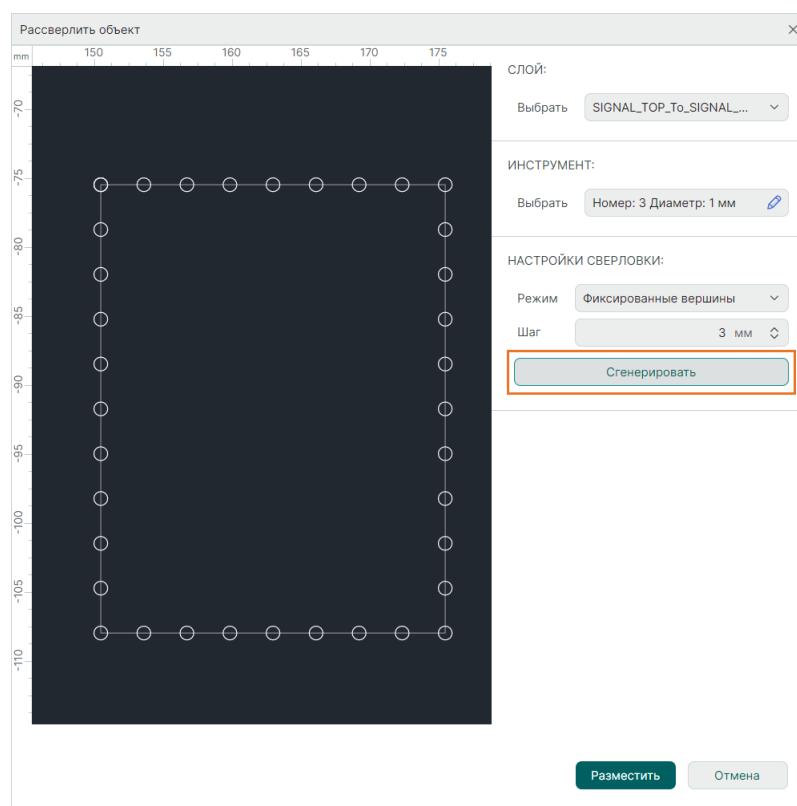 Рассверлить объект
mm 150 155 160 165 170 175
-70
-75
-80
-85
-90
-95
-100
-105
-110
СЛОЙ:
Выбрать SIGNAL_TOP_To_SIGNAL_...
ИНСТРУМЕНТ:
Выбрать Номер: 3 Диаметр: 1 мм
НАСТРОЙКИ СВЕРЛОВКИ:
Режим Фиксированные вершины
Шаг 3 мм
Сгенерировать
Разместить Отмена